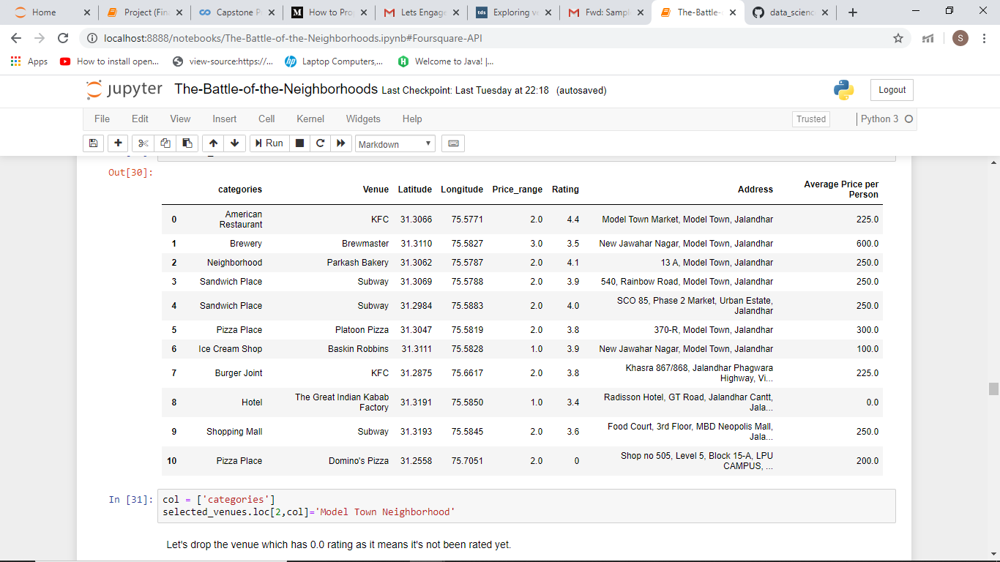 Home
Project (Fin
Capstone P
How to Pro
Lets Engage
tds Exploring v
Fwd: Sampl
The-Battle-
data_scienc
localhost:8888/notebooks/The-Battle-of-the-Neighborhoods.ipynb#Foursquare-API
S
Apps How to install open... view-source:https://... hp Laptop Computers,... Welcome to Java! |...
jupyter The-Battle-of-the-Neighborhoods Last Checkpoint: Last Tuesday at 22:18 (autosaved) Logout
File Edit View Insert Cell Kernel Widgets Help Trusted Python 3
Run Markdown
Out[30]:
categories Venue Latitude Longitude Price_range Rating Address Average Price per
Person
0 American
Restaurant KFC 31.3066 75.5771 2.0 4.4 Model Town Market, Model Town, Jalandhar 225.0
1 Brewery Brewmaster 31.3110 75.5827 3.0 3.5 New Jawahar Nagar, Model Town, Jalandhar 600.0
2 Neighborhood Parkash Bakery 31.3062 75.5787 2.0 4.1 13 A, Model Town, Jalandhar 250.0
3 Sandwich Place Subway 31.3069 75.5788 2.0 3.9 540, Rainbow Road, Model Town, Jalandhar 250.0
4 Sandwich Place Subway 31.2984 75.5883 2.0 4.0 SCO 85, Phase 2 Market, Urban Estate,
Jalandhar 250.0
5 Pizza Place Platoon Pizza 31.3047 75.5819 2.0 3.8 370-R, Model Town, Jalandhar 300.0
6 Ice Cream Shop Baskin Robbins 31.3111 75.5828 1.0 3.9 New Jawahar Nagar, Model Town, Jalandhar 100.0
7 Burger Joint KFC 31.2875 75.6617 2.0 3.8 Khasra 867/868, Jalandhar Phagwara
Highway, Vi... 225.0
8 Hotel The Great Indian Kabab
Factory 31.3191 75.5850 1.0 3.4 Radisson Hotel, GT Road, Jalandhar Cantt,
Jala... 0.0
9 Shopping Mall Subway 31.3193 75.5845 2.0 3.6 Food Court, 3rd Floor, MBD Neopolis Mall,
Jala... 250.0
10 Pizza Place Domino's Pizza 31.2558 75.7051 2.0 0 Shop no 505, Level 5, Block 15-A, LPU
CAMPUS, ... 200.0
In [31]: col = ['categories']
selected_venues.loc[2,col]='Model Town Neighborhood'
Let's drop the venue which has 0.0 rating as it means it's not been rated yet.